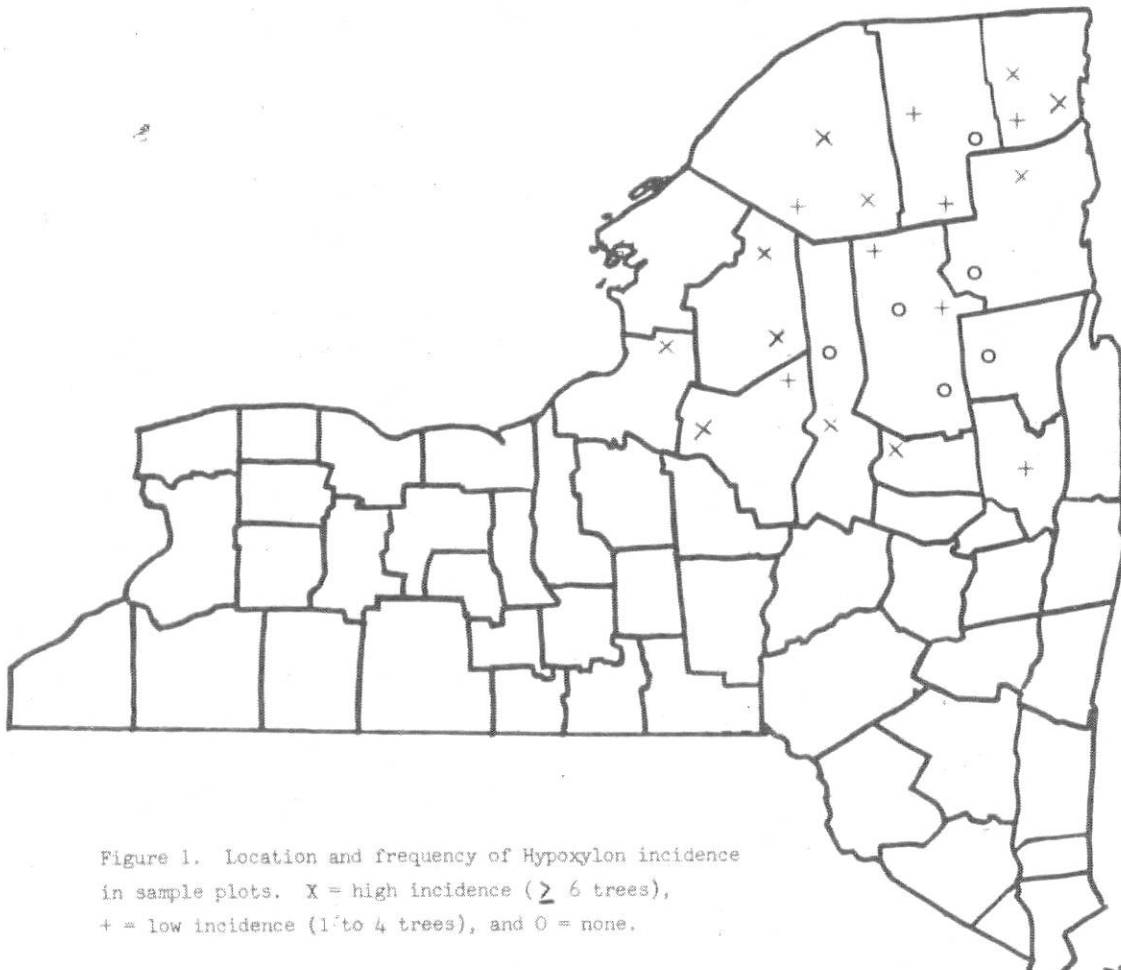 Figure 1. Location and frequency of Hypoxylon incidence
in sample plots. X = high incidence (≥ 6 trees),
+ = low incidence (1 to 4 trees), and O = none.